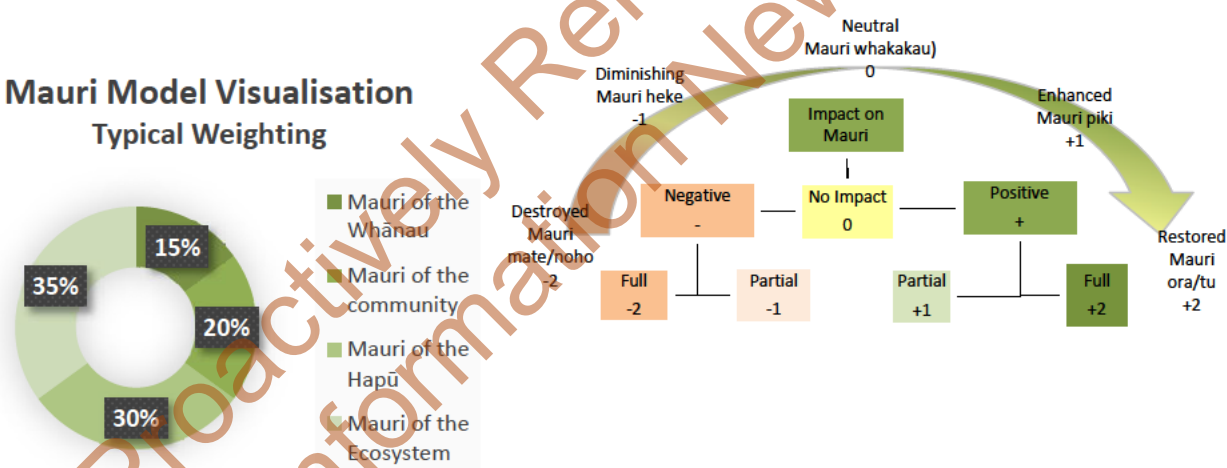 Mauri Model Visualisation
Typical Weighting
15%
20%
30%
35%
Mauri of the
Whānau
Mauri of the
community
Mauri of the
Hapū
Mauri of the
Ecosystem
Neutral
Mauri whakakau)
0
Diminishing
Mauri heke
-1
Enhanced
Mauri piki
+1
Destroyed
Mauri
mate/noho
-2
Restored
Mauri
ora/tu
+2
Impact on
Mauri
Negative
-
No Impact
0
Positive
+
Full
-2
Partial
-1
Partial
+1
Full
+2
Proactively
Information